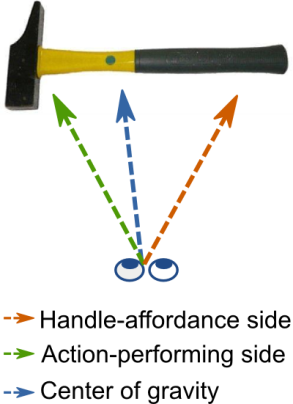 Handle-affordance side
Action-performing side
Center of gravity